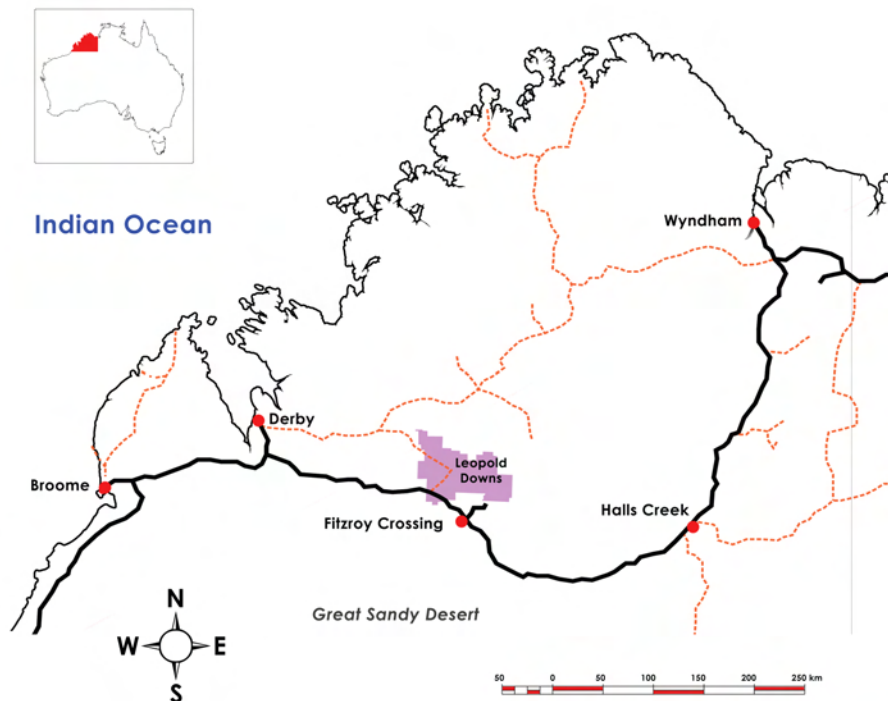 Indian Ocean
Wyndham
Derby
Leopold
Downs
Broome
Halls Creek
Fitzroy Crossing
Great Sandy Desert
N
W
E
S
50
0
50
100
150
200
250 km